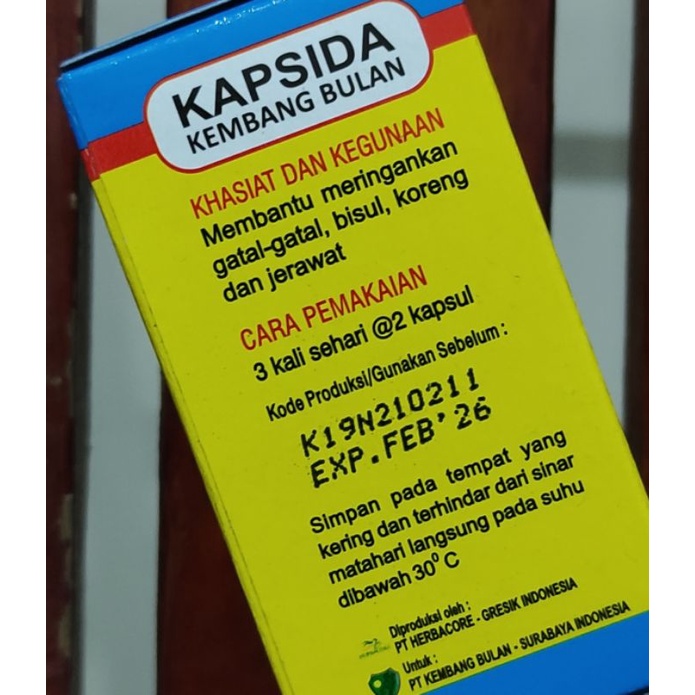 KAPSIDA
KEMBANG BULAN
KHASIAT DAN KEGUNAAN
Membantu meringankan
gatal-gatal, bisul, koreng
dan jerawat
CARA PEMAKAIAN
3 kali sehari @2 kapsul
Kode Produksi/Gunakan Sebelum :
K19N210211
EXP.FEB'26
Simpan pada tempat yang
kering dan terhindar dari sinar
matahari langsung pada suhu
dibawah 30⁰ C
Diproduksi oleh :
PT HERBACORE - GRESIK INDONESIA
Untuk :
PT KEMBANG BULAN - SURABAYA INDONESIA